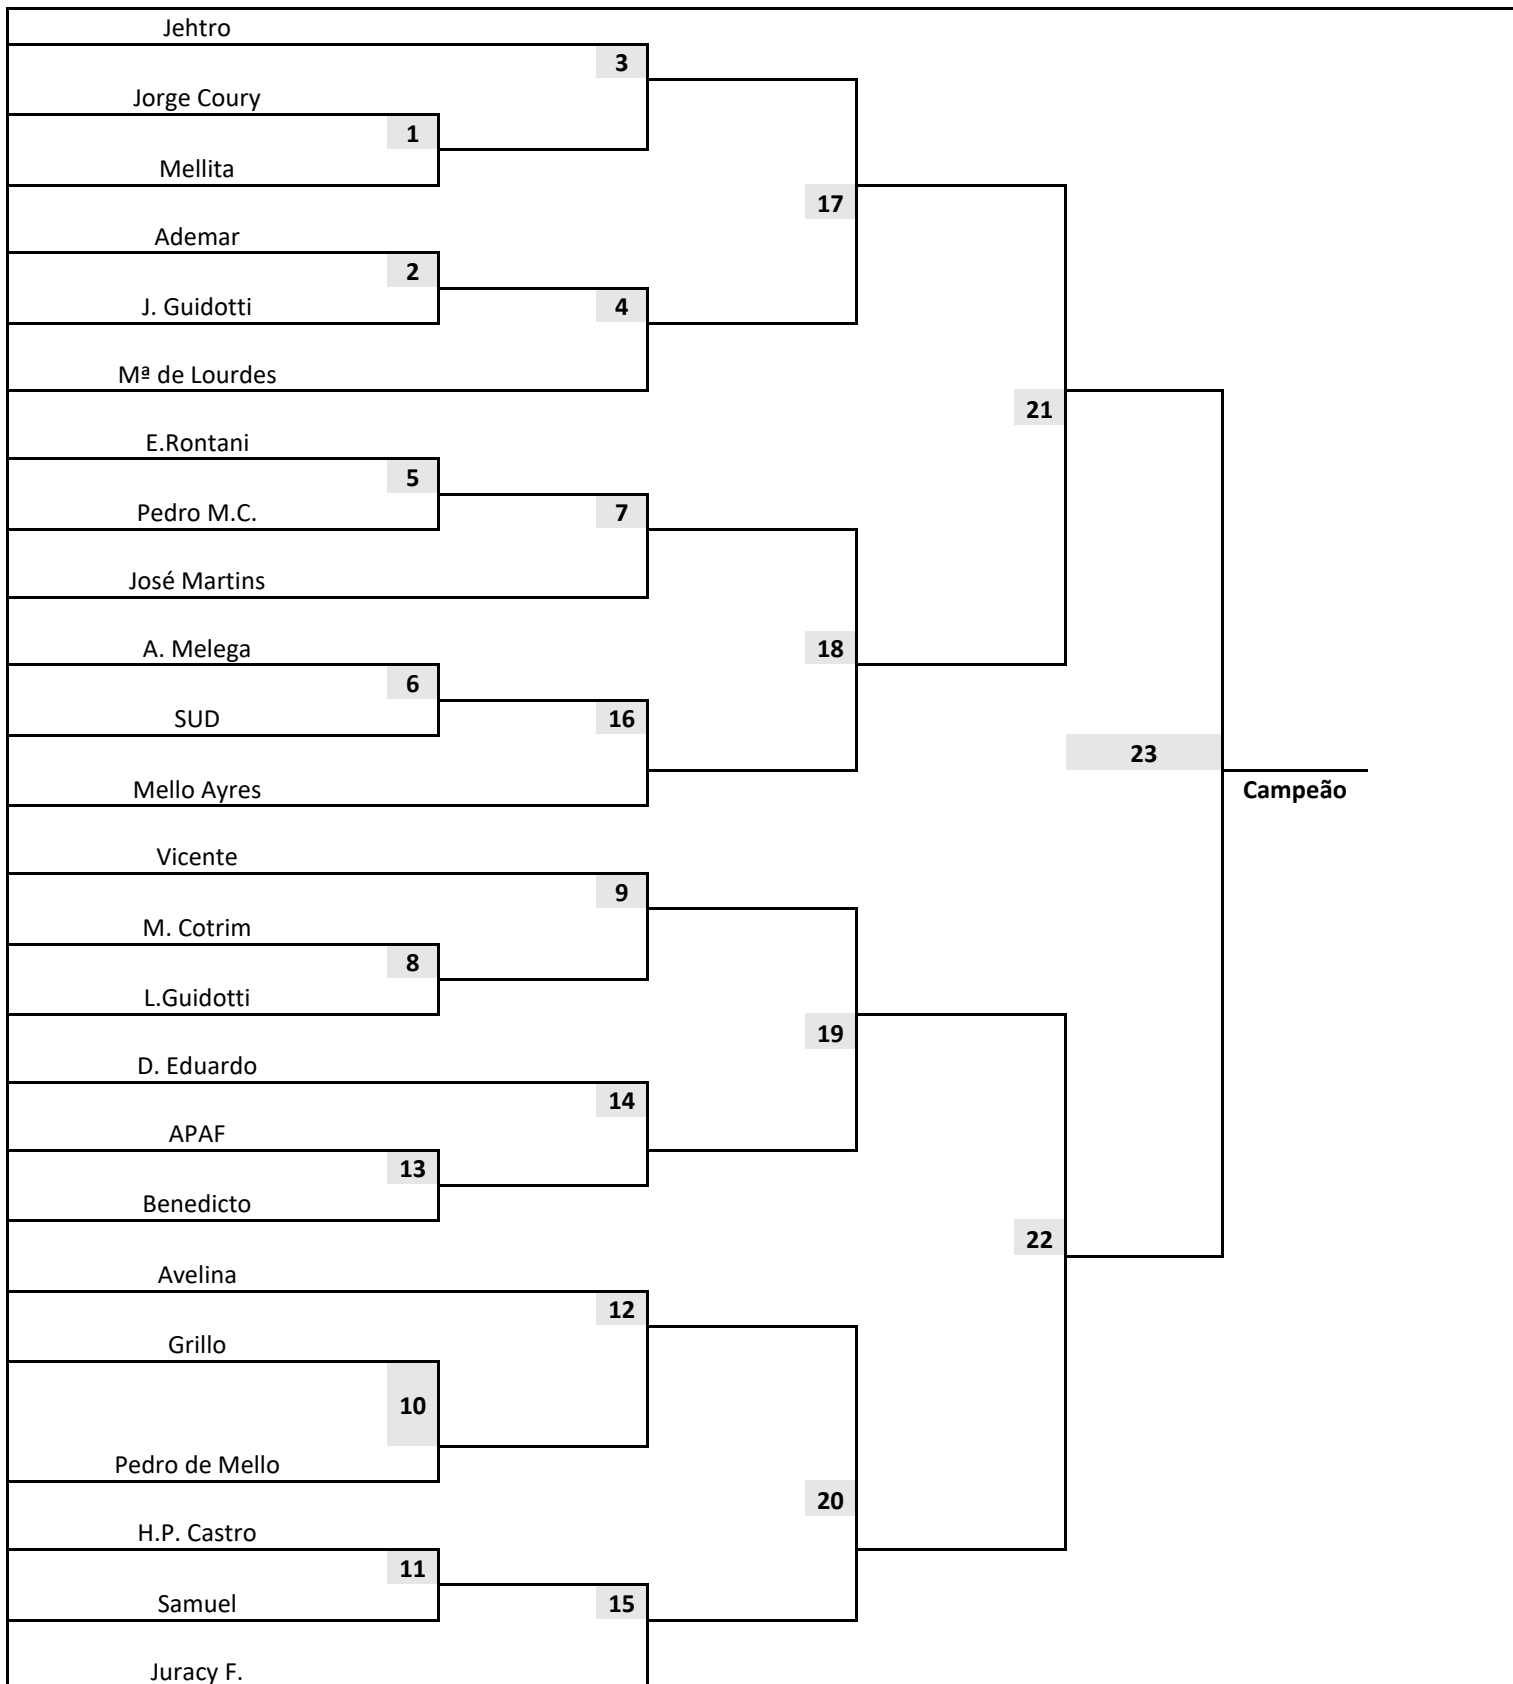 Jehtro
3
Jorge Coury
1
Mellita
17
Ademar
2
J. Guidotti
4
Mª de Lourdes
21
E.Rontani
5
Pedro M.C.
7
José Martins
A. Melega
18
6
SUD
16
23
Mello Ayres
Campeão
Vicente
9
M. Cotrim
8
L.Guidotti
19
D. Eduardo
14
APAF
13
Benedicto
22
Avelina
12
Grillo
10
Pedro de Mello
20
H.P. Castro
11
Samuel
15
Juracy F.